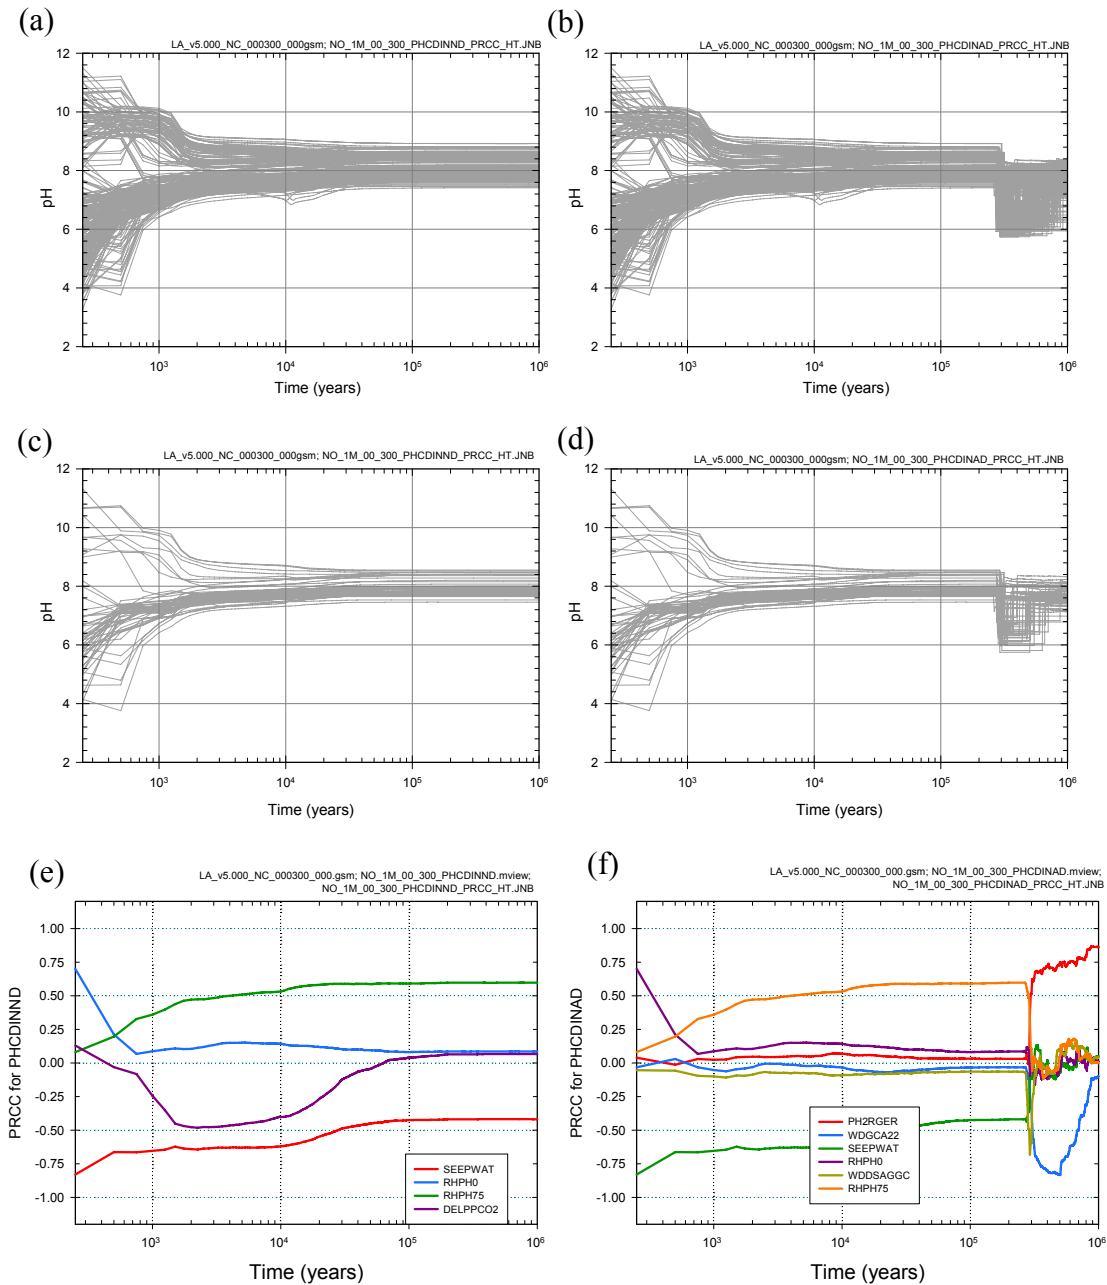 (a)
LA_v5.000_NC_000300_000gsm; NO_1M_00_300_PHCDINND_PRCC_HT.JNB
12
10
8
6
4
2
pH
10³
10⁴
10⁵
10⁶
Time (years)
(b)
LA_v5.000_NC_000300_000gsm; NO_1M_00_300_PHCDINAD_PRCC_HT.JNB
12
10
8
6
4
2
pH
10³
10⁴
10⁵
10⁶
Time (years)
(c)
LA_v5.000_NC_000300_000gsm; NO_1M_00_300_PHCDINND_PRCC_HT.JNB
12
10
8
6
4
2
pH
10³
10⁴
10⁵
10⁶
Time (years)
(d)
LA_v5.000_NC_000300_000gsm; NO_1M_00_300_PHCDINAD_PRCC_HT.JNB
12
10
8
6
4
2
pH
10³
10⁴
10⁵
10⁶
Time (years)
(e)
LA_v5.000_NC_000300_000.gsm; NO_1M_00_300_PHCDINND.mview;
NO_1M_00_300_PHCDINND_PRCC_HT.JNB
1.00
0.75
0.50
0.25
0.00
-0.25
-0.50
-0.75
-1.00
PRCC for PHCDINND
SEEPWAT
RHPH0
RHPH75
DELPPCO2
10³
10⁴
10⁵
10⁶
Time (years)
(f)
LA_v5.000_NC_000300_000.gsm; NO_1M_00_300_PHCDINAD.mview;
NO_1M_00_300_PHCDINAD_PRCC_HT.JNB
1.00
0.75
0.50
0.25
0.00
-0.25
-0.50
-0.75
-1.00
PRCC for PHCDINAD
PH2RGER
WDGCA22
SEEPWAT
RHPH0
WDDSAGGC
RHPH75
10³
10⁴
10⁵
10⁶
Time (years)